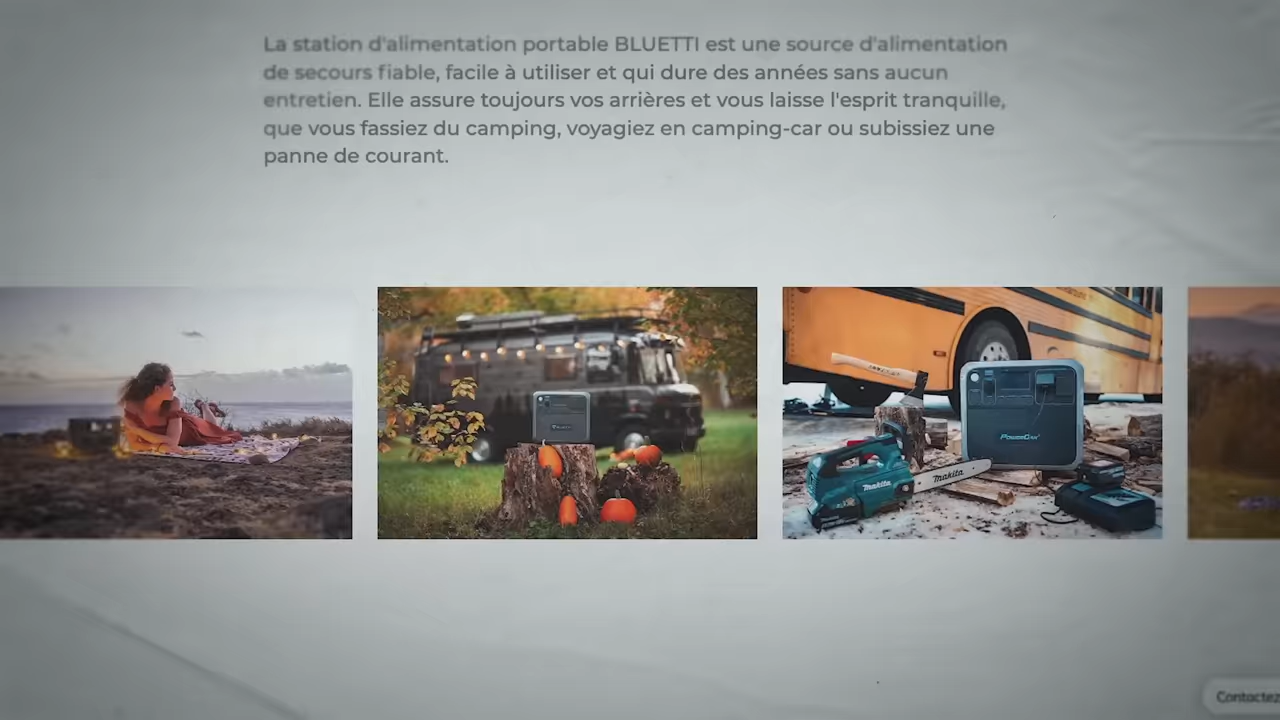 La station d'alimentation portable BLUETTI est une source d'alimentation
de secours fiable, facile à utiliser et qui dure des années sans aucun
entretien. Elle assure toujours vos arrières et vous laisse l'esprit tranquille,
que vous fassiez du camping, voyagiez en camping-car ou subissiez une
panne de courant.
POWEROAK
makita
makita
Contactez